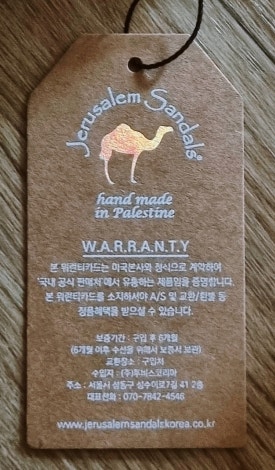 Jerusalem Sandals®
hand made
in Palestine
W.A.R.R.A.N.T.Y
본 워런티카드는 미국본사와 정식으로 계약하여
'국내 공식 판매처'에서 유통하는 제품임을 증명합니다.
본 워런티카드를 소지하셔야 A/S 및 교환/환불 등
정품혜택을 받으실 수 있습니다.
보증기간 : 구입 후 6개월
(6개월 이후 수선을 위해서 보증서 보관)
교환장소 : 구입처
수입자 : (주)투비스코리아
주소 : 서울시 성동구 성수이로7길 41 2층
대표전화 : 070-7842-4546
www.jerusalemsandalskorea.co.kr